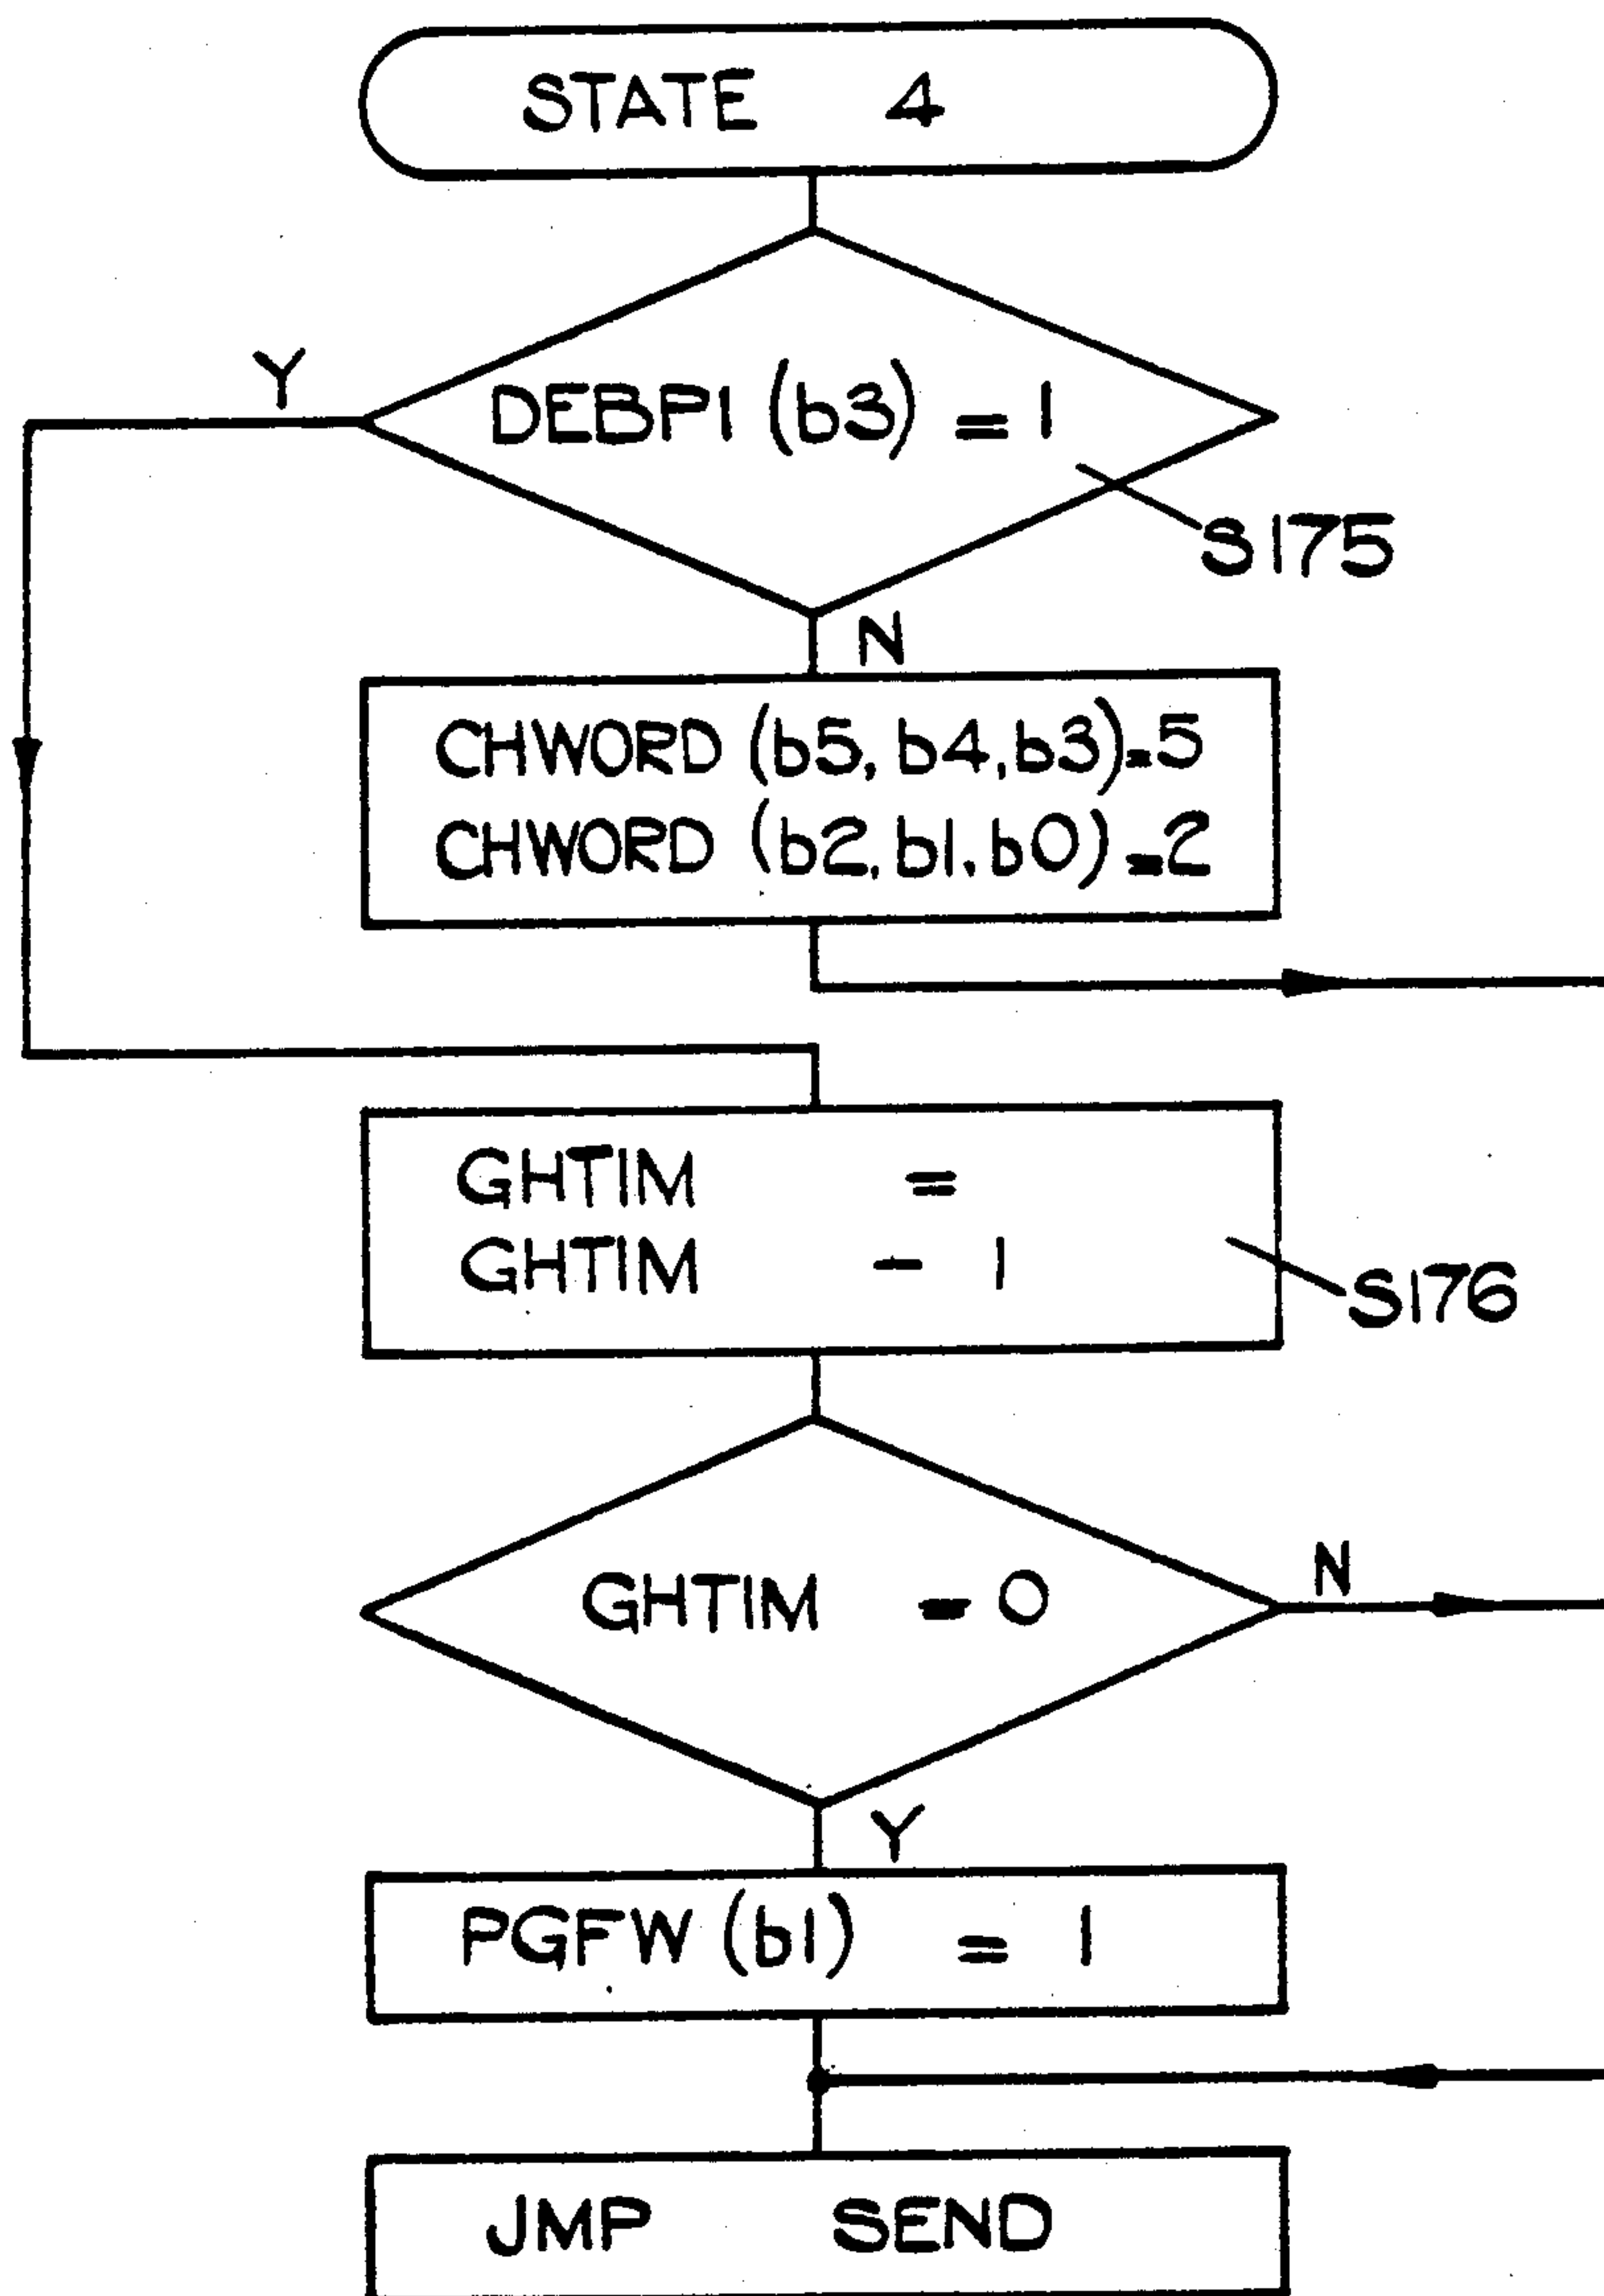 STATE 4
Y
DEBP1 (b3) = 1
S175
N
CHWORD (b5, b4, b3) = 5
CHWORD (b2, b1, b0) = 2
GHTIM =
GHTIM - 1
S176
GHTIM = 0
N
Y
PGFW (b1) = 1
JMP SEND